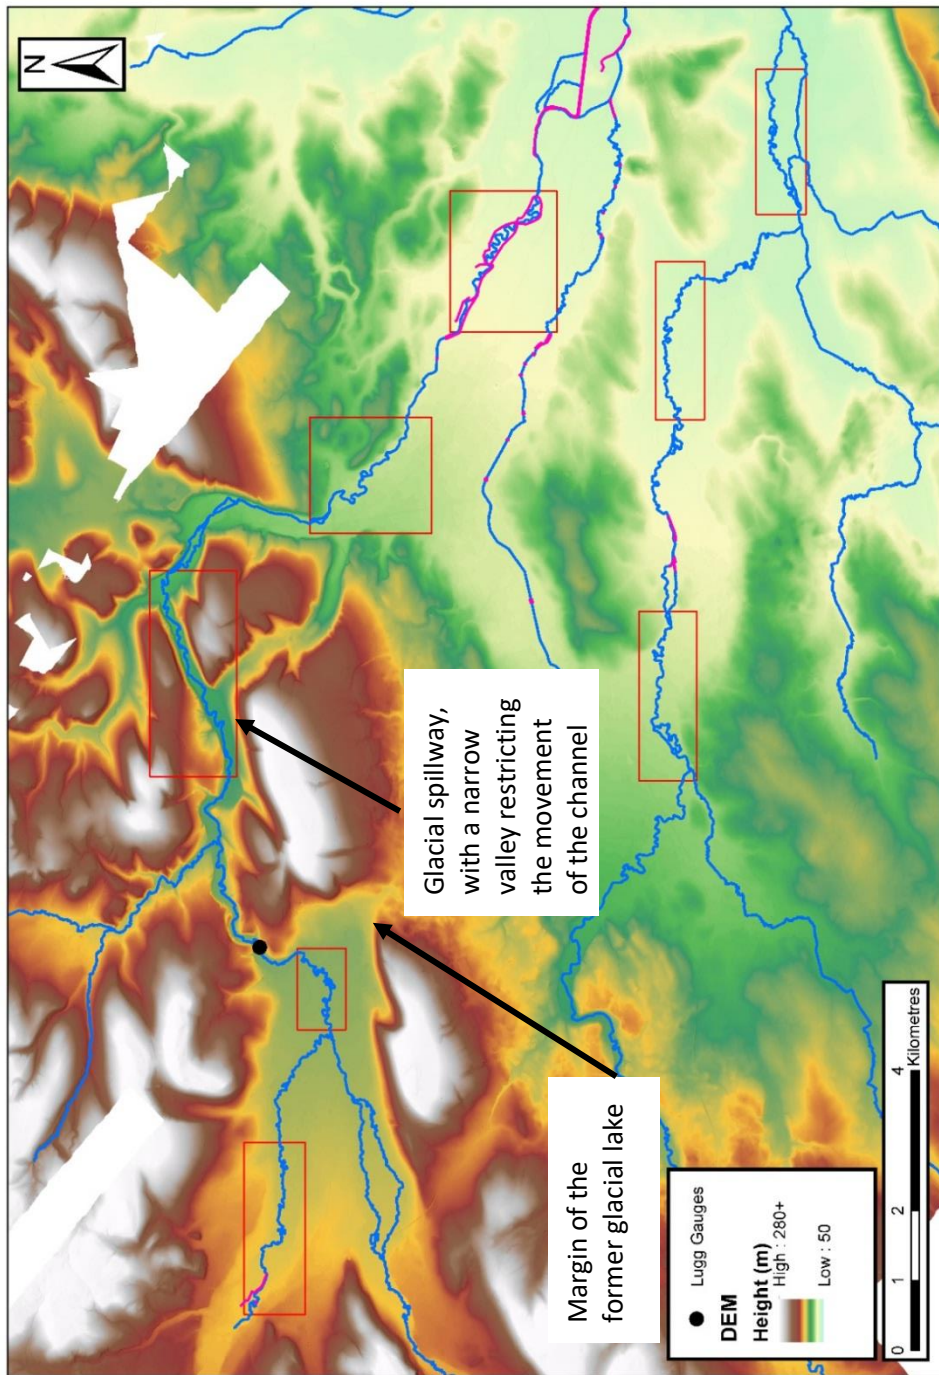 N
Glacial spillway,
with a narrow
valley restricting
the movement
of the channel
Margin of the
former glacial lake
Lugg Gauges
DEM
Height (m)
High : 280+
Low : 50
0 1 2 4
Kilometres